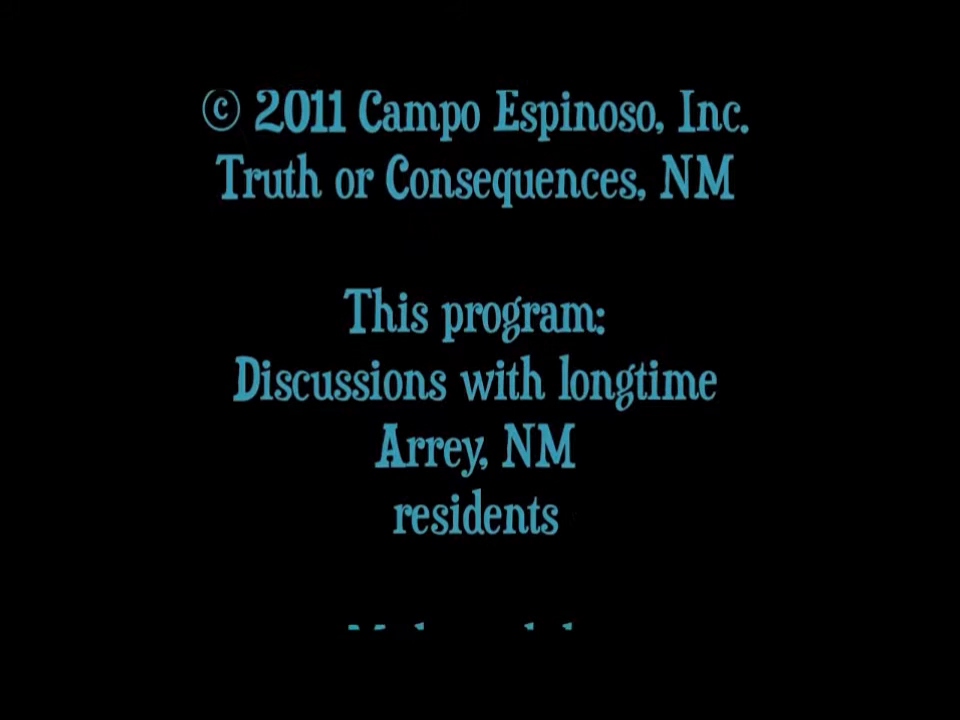 © 2011 Campo Espinoso, Inc.
Truth or Consequences, NM
This program:
Discussions with longtime
Arrey, NM
residents